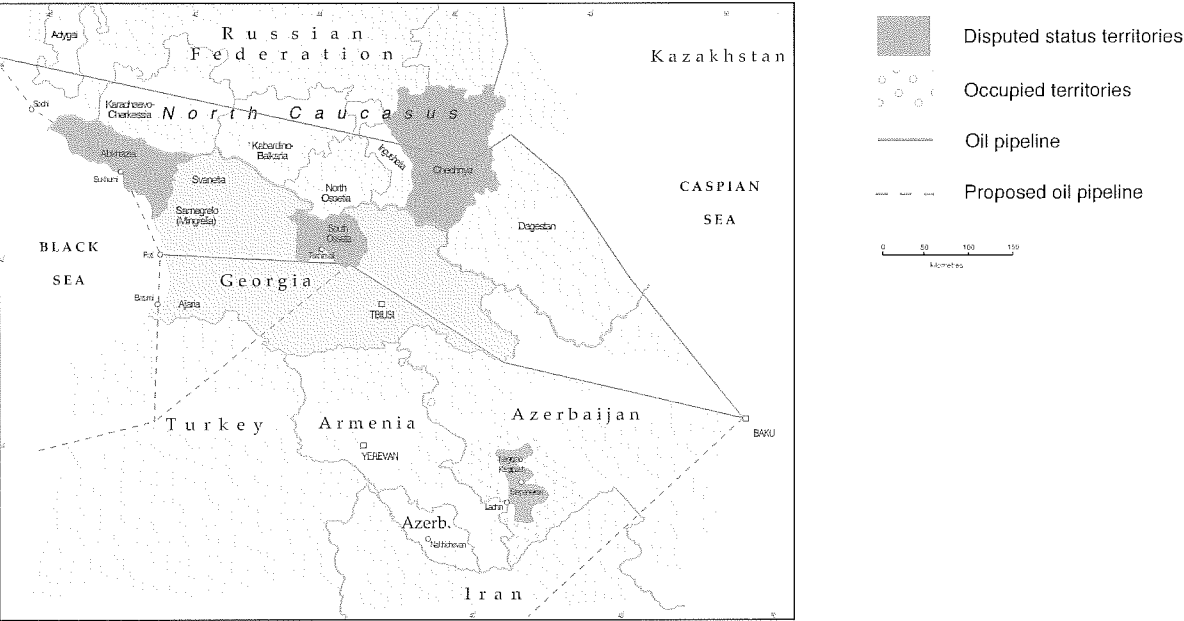 Russian
Federation
Adygai
Kazakhstan
Sochi
Karachaevo-
Cherkessia
North Caucasus
Kabardino-
Balkaria
Ingushetia
Chechnya
Abkhazia
Sukhumi
Svaneta
Samegrelo
(Mingrelia)
North
Ossetia
South
Ossetia
Dagestan
CASPIAN
SEA
BLACK
SEA
Poti
Georgia
Batumi
Ajaria
TBILISI
Turkey
Armenia
Azerbaijan
BAKU
YEREVAN
Lachin
Azerb.
Nakhichevan
Iran
Disputed status territories
Occupied territories
Oil pipeline
Proposed oil pipeline
0 50 100 150
kilometres